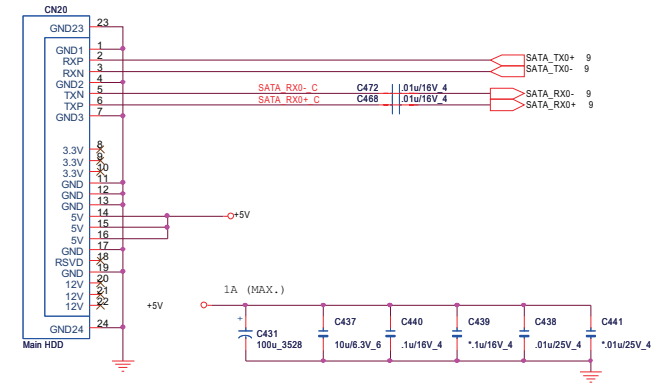 CN20
GND23 23
GND1 1
RXP 2 SATA_TX0+ 9
RXN 3 SATA_TX0- 9
GND2 4
TXN 5 SATA_RX0-_C C472 .01u/16V_4 SATA_RX0- 9
TXP 6 SATA_RX0+_C C468 .01u/16V_4 SATA_RX0+ 9
GND3 7
3.3V 8
3.3V 9
3.3V 10
GND 11
GND 12
GND 13
5V 14 +5V
5V 15
5V 16
GND 17
RSVD 18
GND 19
12V 20
12V 21
12V 22
GND24 24
Main HDD
+5V
1A (MAX.)
+
C431
100u_3528
C437
10u/6.3V_6
C440
.1u/16V_4
C439
*.1u/16V_4
C438
.01u/25V_4
C441
*.01u/25V_4